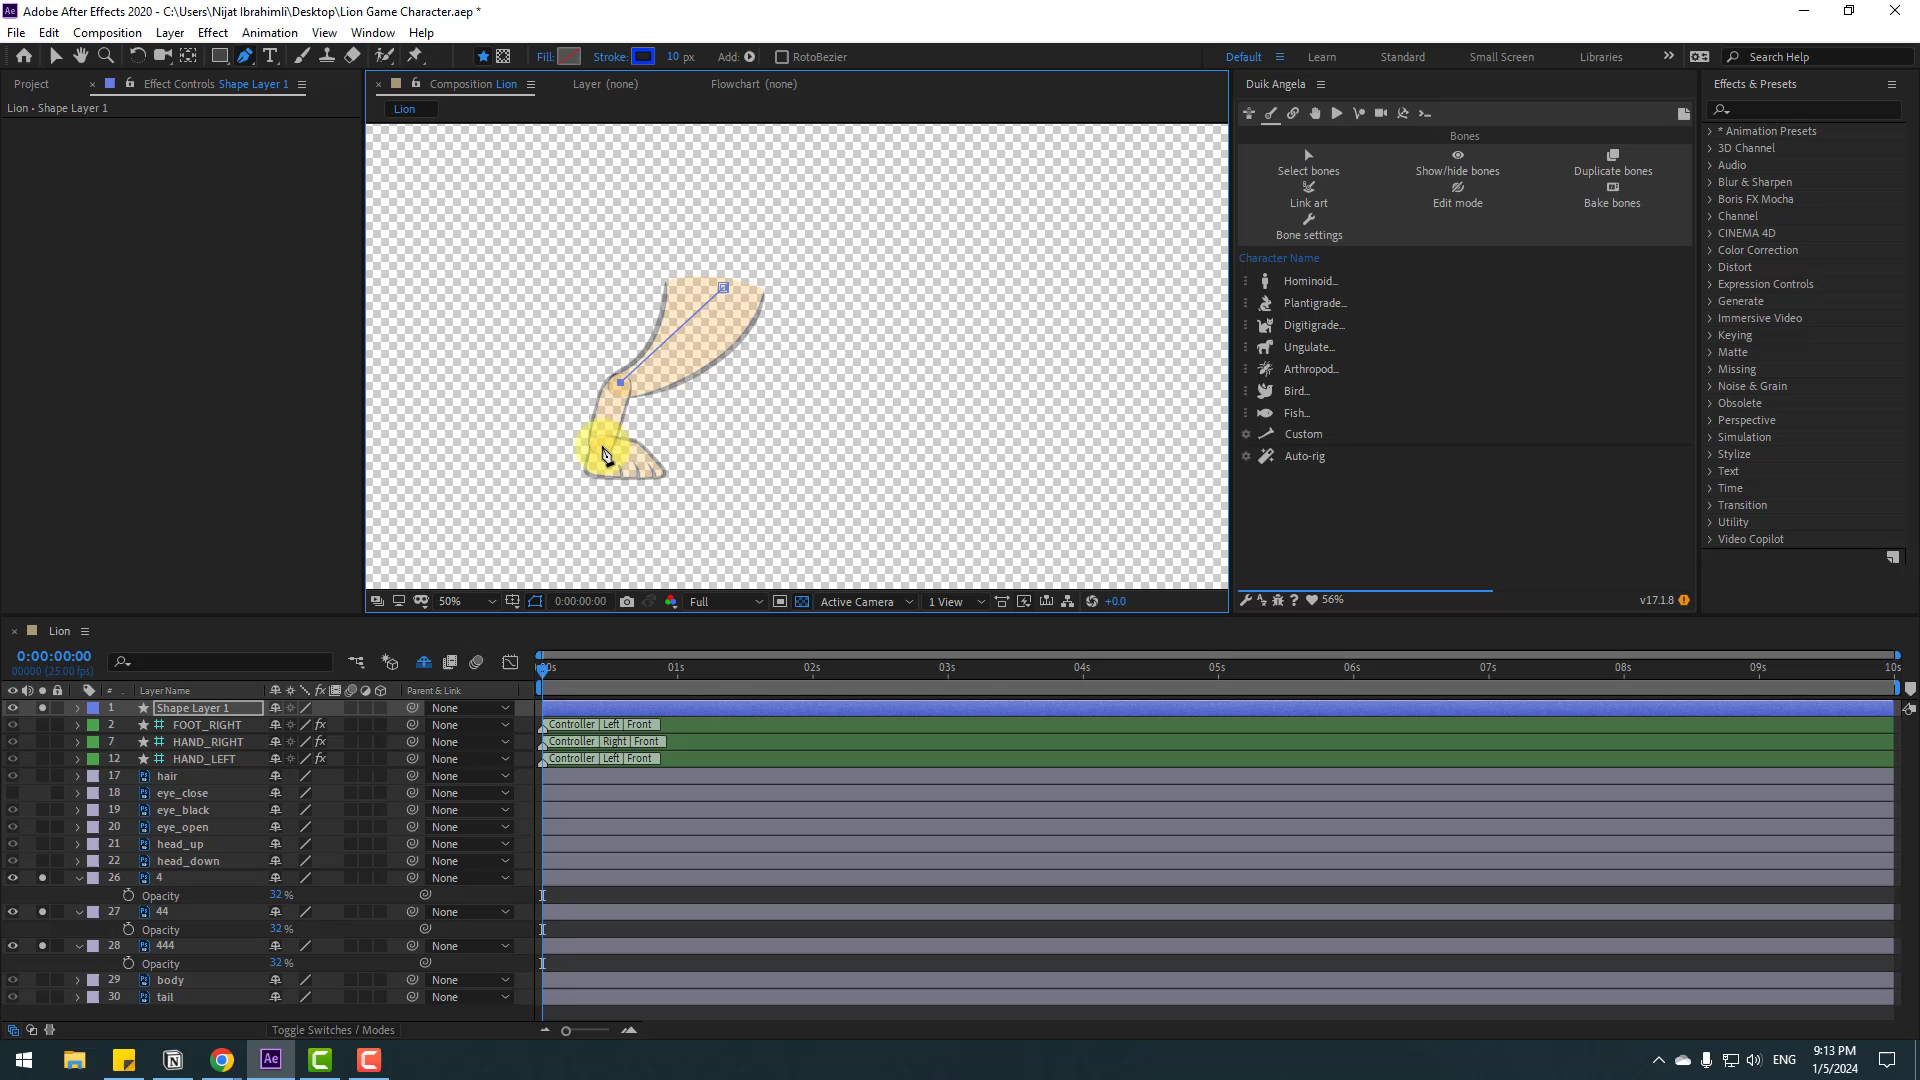 Adobe After Effects 2020 - C:\Users\Nijat Ibrahimli\Desktop\Lion Game Character.aep *
File Edit Composition Layer Effect Animation View Window Help
Fill: Stroke: 10 px Add: RotoBezier Default Learn Standard Small Screen Libraries Search Help
Project Effect Controls Shape Layer 1
Lion • Shape Layer 1
Composition Lion Layer (none) Flowchart (none)
Lion
50% 0:00:00:00 Full Active Camera 1 View +0.0
Duik Angela
Bones
Select bones Show/hide bones Duplicate bones
Link art Edit mode Bake bones
Bone settings
Character Name
Hominoid...
Plantigrade...
Digitigrade...
Ungulate...
Arthropod...
Bird...
Fish...
Custom
Auto-rig
56% v17.1.8
Effects & Presets
* Animation Presets
3D Channel
Audio
Blur & Sharpen
Boris FX Mocha
Channel
CINEMA 4D
Color Correction
Distort
Expression Controls
Generate
Immersive Video
Keying
Matte
Missing
Noise & Grain
Obsolete
Perspective
Simulation
Stylize
Text
Time
Transition
Utility
Video Copilot
Lion
0:00:00:00
00000 (25.00 fps)
00s 01s 02s 03s 04s 05s 06s 07s 08s 09s 10s
# Layer Name fx Parent & Link
1 Shape Layer 1 None
2 FOOT_RIGHT fx None Controller | Left | Front
7 HAND_RIGHT fx None Controller | Right | Front
12 HAND_LEFT fx None Controller | Left | Front
17 hair None
18 eye_close None
19 eye_black None
20 eye_open None
21 head_up None
22 head_down None
26 4 None
Opacity 32 %
27 44 None
Opacity 32 %
28 444 None
Opacity 32 %
29 body None
30 tail None
Toggle Switches / Modes
ENG 9:13 PM
1/5/2024